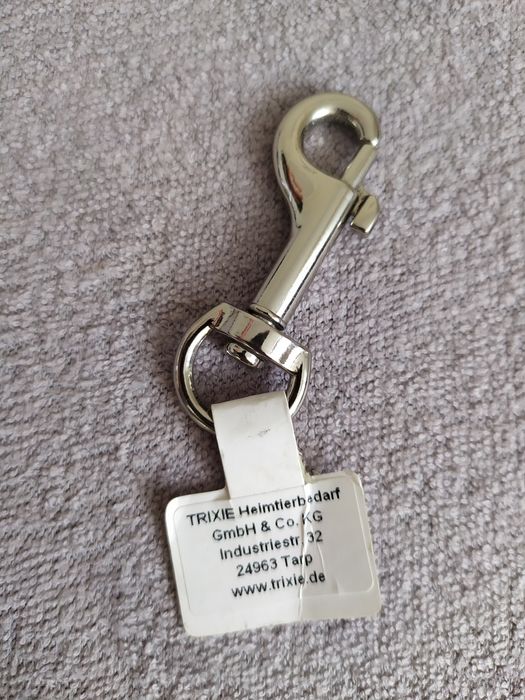 TRIXIE Heimtierbedarf
GmbH & Co. KG
Industriestr. 32
24963 Tarp
www.trixie.de